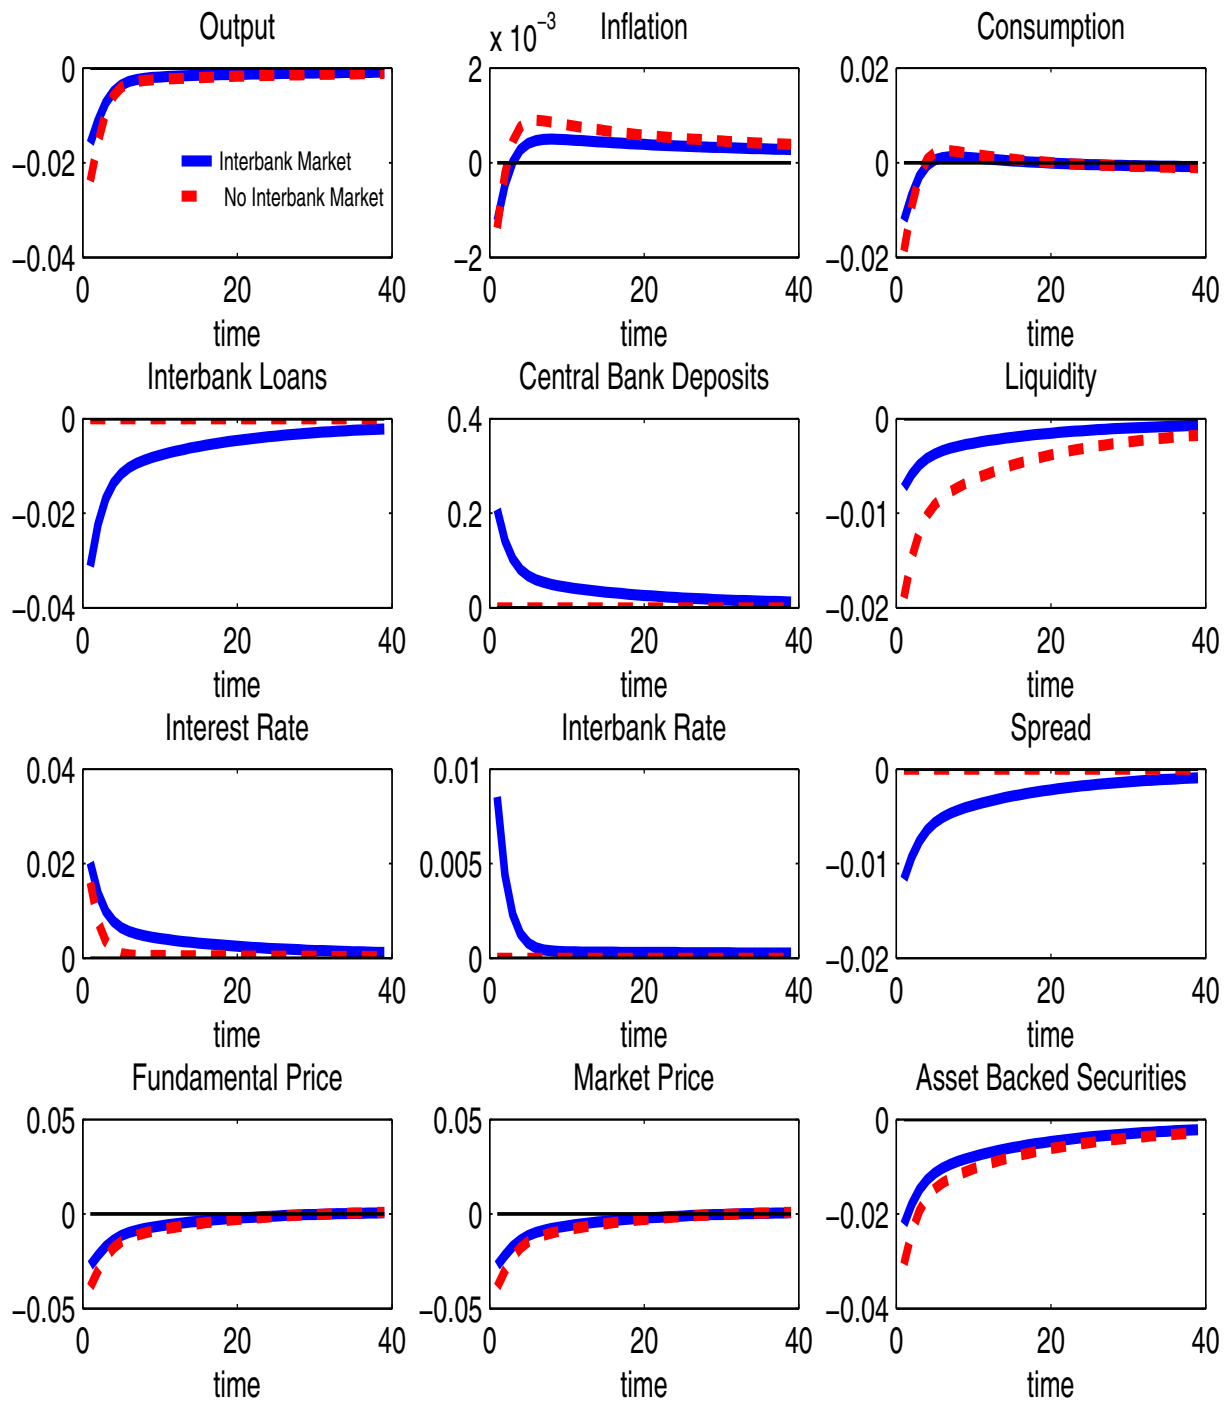 Output
x 10−3 Inflation
Consumption
0
−0.02
−0.04
0 20 40
time
Interbank Market
No Interbank Market
2
0
−2
0 20 40
time
0.02
0
−0.02
0 20 40
time
Interbank Loans
Central Bank Deposits
Liquidity
0
−0.02
−0.04
0 20 40
time
0.4
0.2
0
0 20 40
time
0
−0.01
−0.02
0 20 40
time
Interest Rate
Interbank Rate
Spread
0.04
0.02
0
0 20 40
time
0.01
0.005
0
0 20 40
time
0
−0.01
−0.02
0 20 40
time
Fundamental Price
Market Price
Asset Backed Securities
0.05
0
−0.05
0 20 40
time
0.05
0
−0.05
0 20 40
time
0
−0.02
−0.04
0 20 40
time